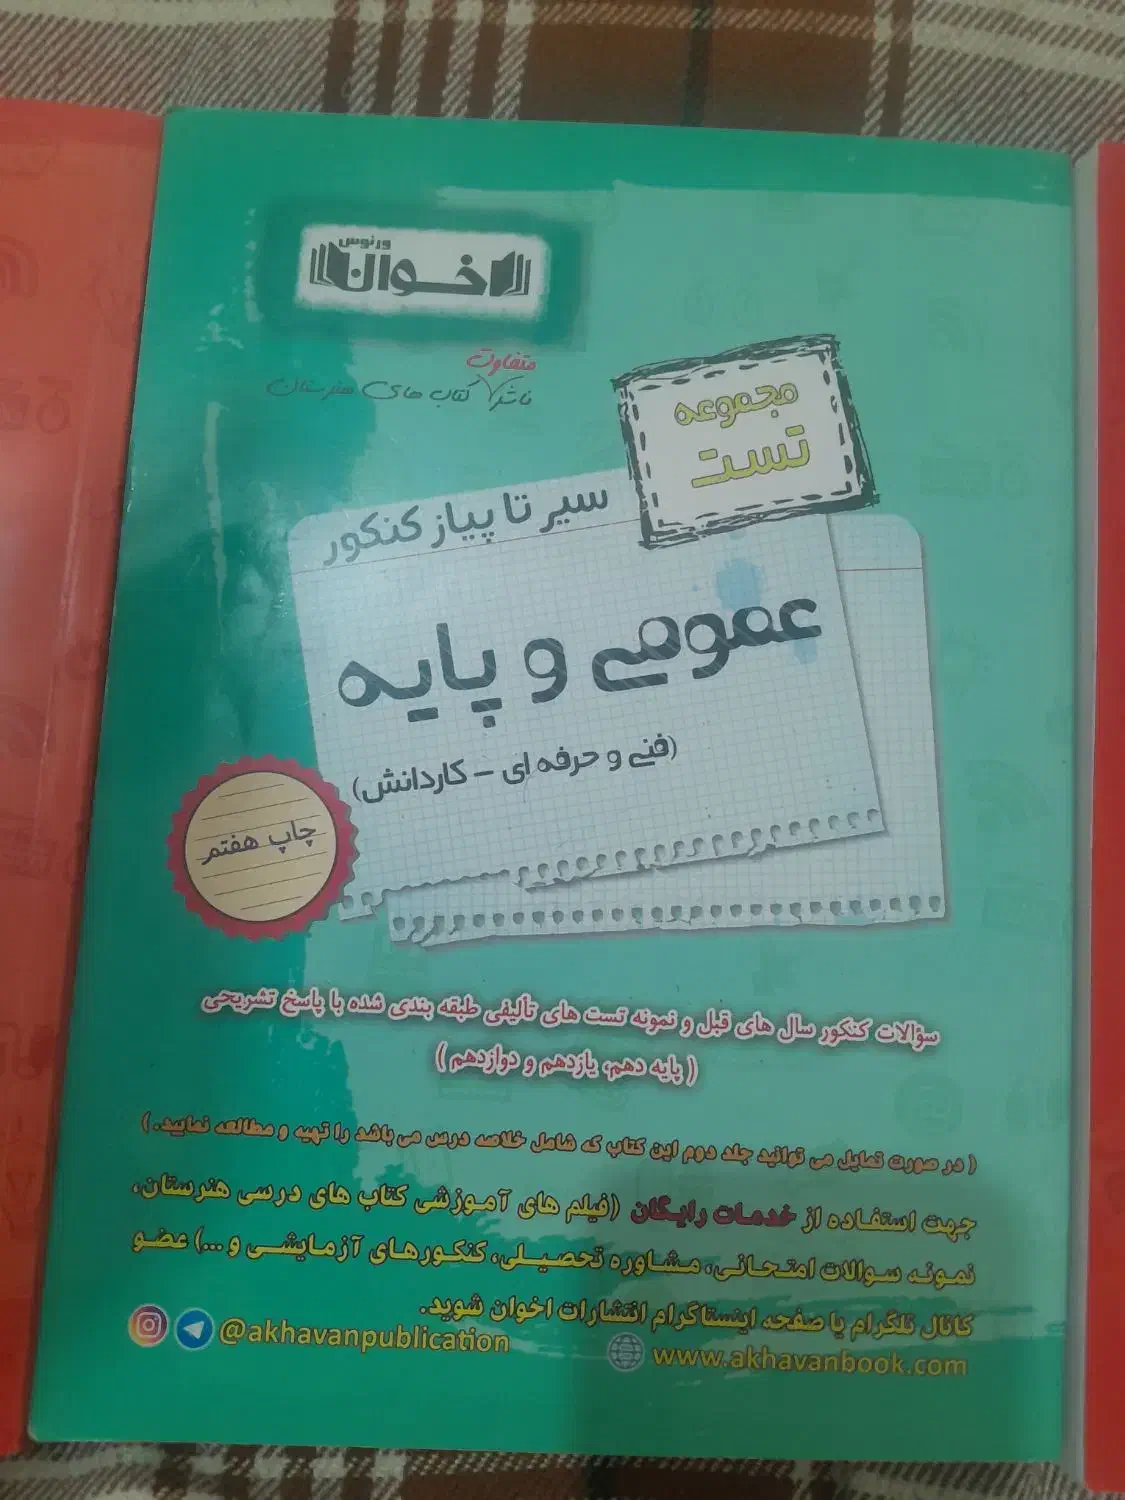 ورنوس
اخوان
متفاوت
ناشر کتاب های هنرستان
مجموعه
تست
سیر تا پیاز کنکور
عمومی و پایه
(فنی و حرفه ای - کاردانش)
چاپ هفتم
سؤالات کنکور سال های قبل و نمونه تست های تألیفی طبقه بندی شده با پاسخ تشریحی
( پایه دهم، یازدهم و دوازدهم )
( در صورت تمایل می توانید جلد دوم این کتاب که شامل خلاصه درس می باشد را تهیه و مطالعه نمایید. )
جهت استفاده از خدمات رایگان (فیلم های آموزشی کتاب های درسی هنرستان،
نمونه سوالات امتحانی، مشاوره تحصیلی، کنکورهای آزمایشی و...) عضو
کانال تلگرام یا صفحه اینستاگرام انتشارات اخوان شوید.
@akhavanpublication
www.akhavanbook.com